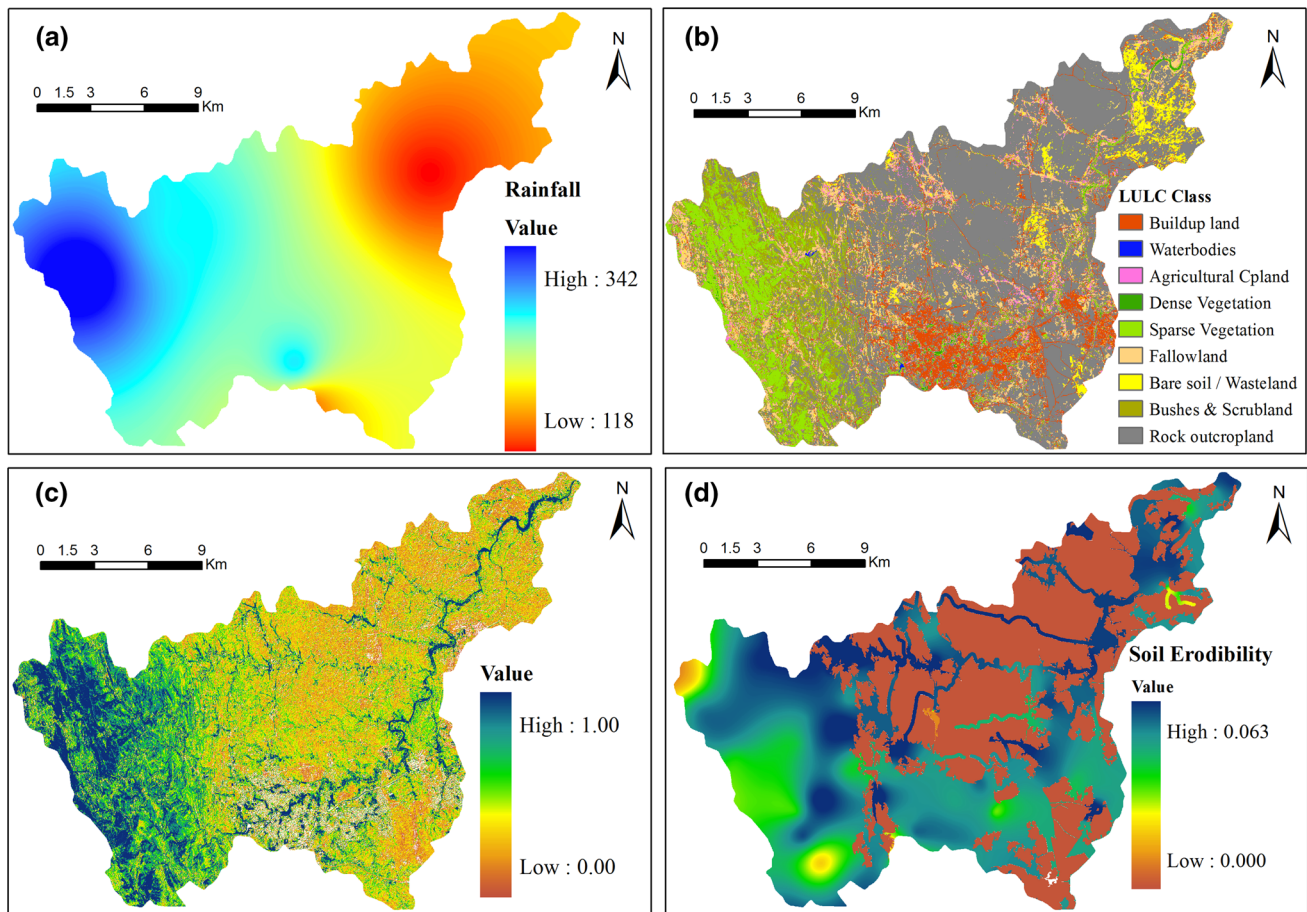 (a)
N
0 1.5 3 6 9
Km
Rainfall
Value
High : 342
Low : 118
(b)
N
0 1.5 3 6 9
Km
LULC Class
Buildup land
Waterbodies
Agricultural Cpland
Dense Vegetation
Sparse Vegetation
Fallowland
Bare soil / Wasteland
Bushes & Scrubland
Rock outcropland
(c)
N
0 1.5 3 6 9
Km
Value
High : 1.00
Low : 0.00
(d)
N
0 1.5 3 6 9
Km
Soil Erodibility
Value
High : 0.063
Low : 0.000